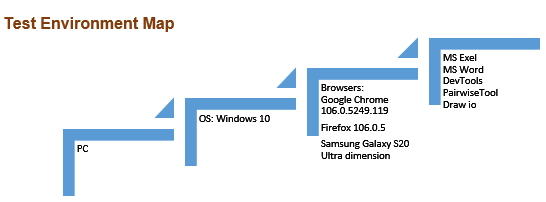 Test Environment Map
PC
OS: Windows 10
Browsers:
Google Chrome
106.0.5249.119
Firefox 106.0.5
Samsung Galaxy S20
Ultra dimension
MS Exel
MS Word
DevTools
PairwiseTool
Draw io